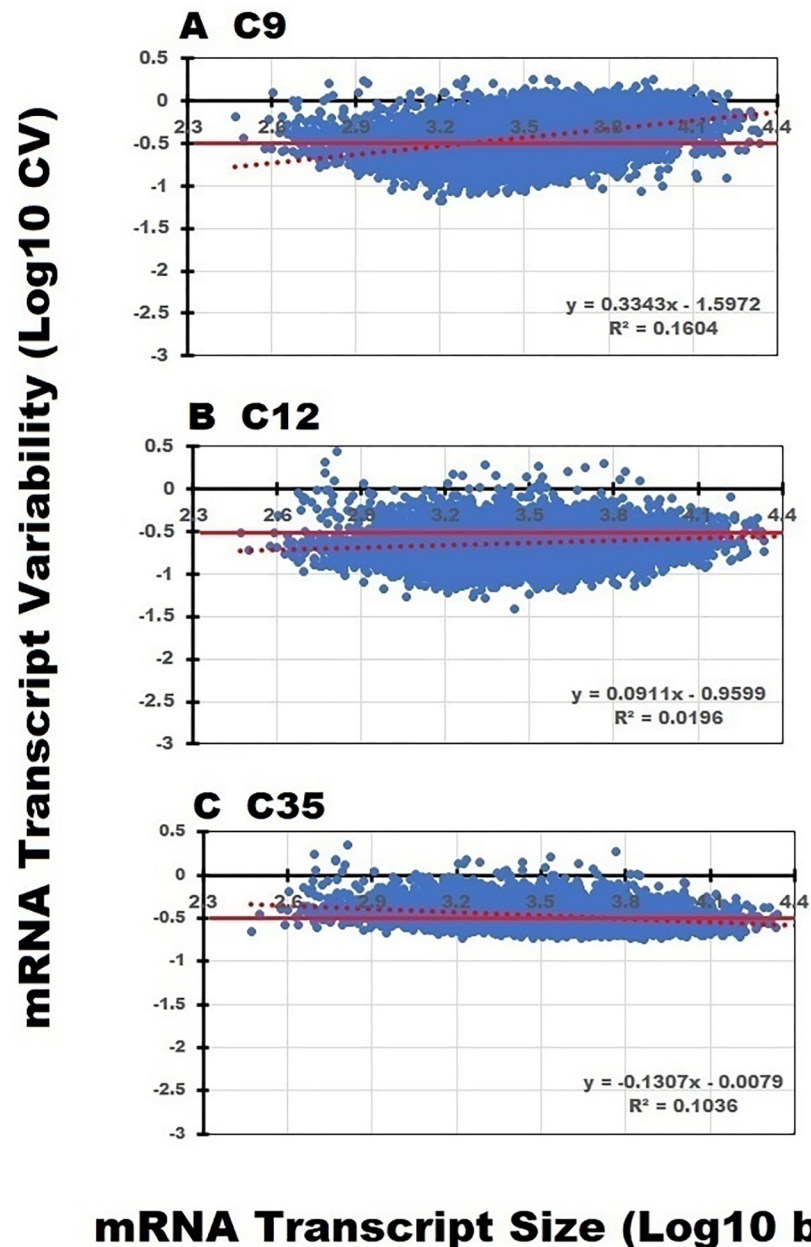 A C9
mRNA Transcript Variability (Log10 CV)
0.5
0
2.3 2.6 2.9 3.2 3.5 3.8 4.1 4.4
-0.5
-1
-1.5
-2
-2.5
-3
y = 0.3343x - 1.5972
R² = 0.1604
B C12
0.5
0
2.3 2.6 2.9 3.2 3.5 3.8 4.1 4.4
-0.5
-1
-1.5
-2
-2.5
-3
y = 0.0911x - 0.9599
R² = 0.0196
C C35
0.5
0
2.3 2.6 2.9 3.2 3.5 3.8 4.1 4.4
-0.5
-1
-1.5
-2
-2.5
-3
y = -0.1307x - 0.0079
R² = 0.1036
mRNA Transcript Size (Log10 b